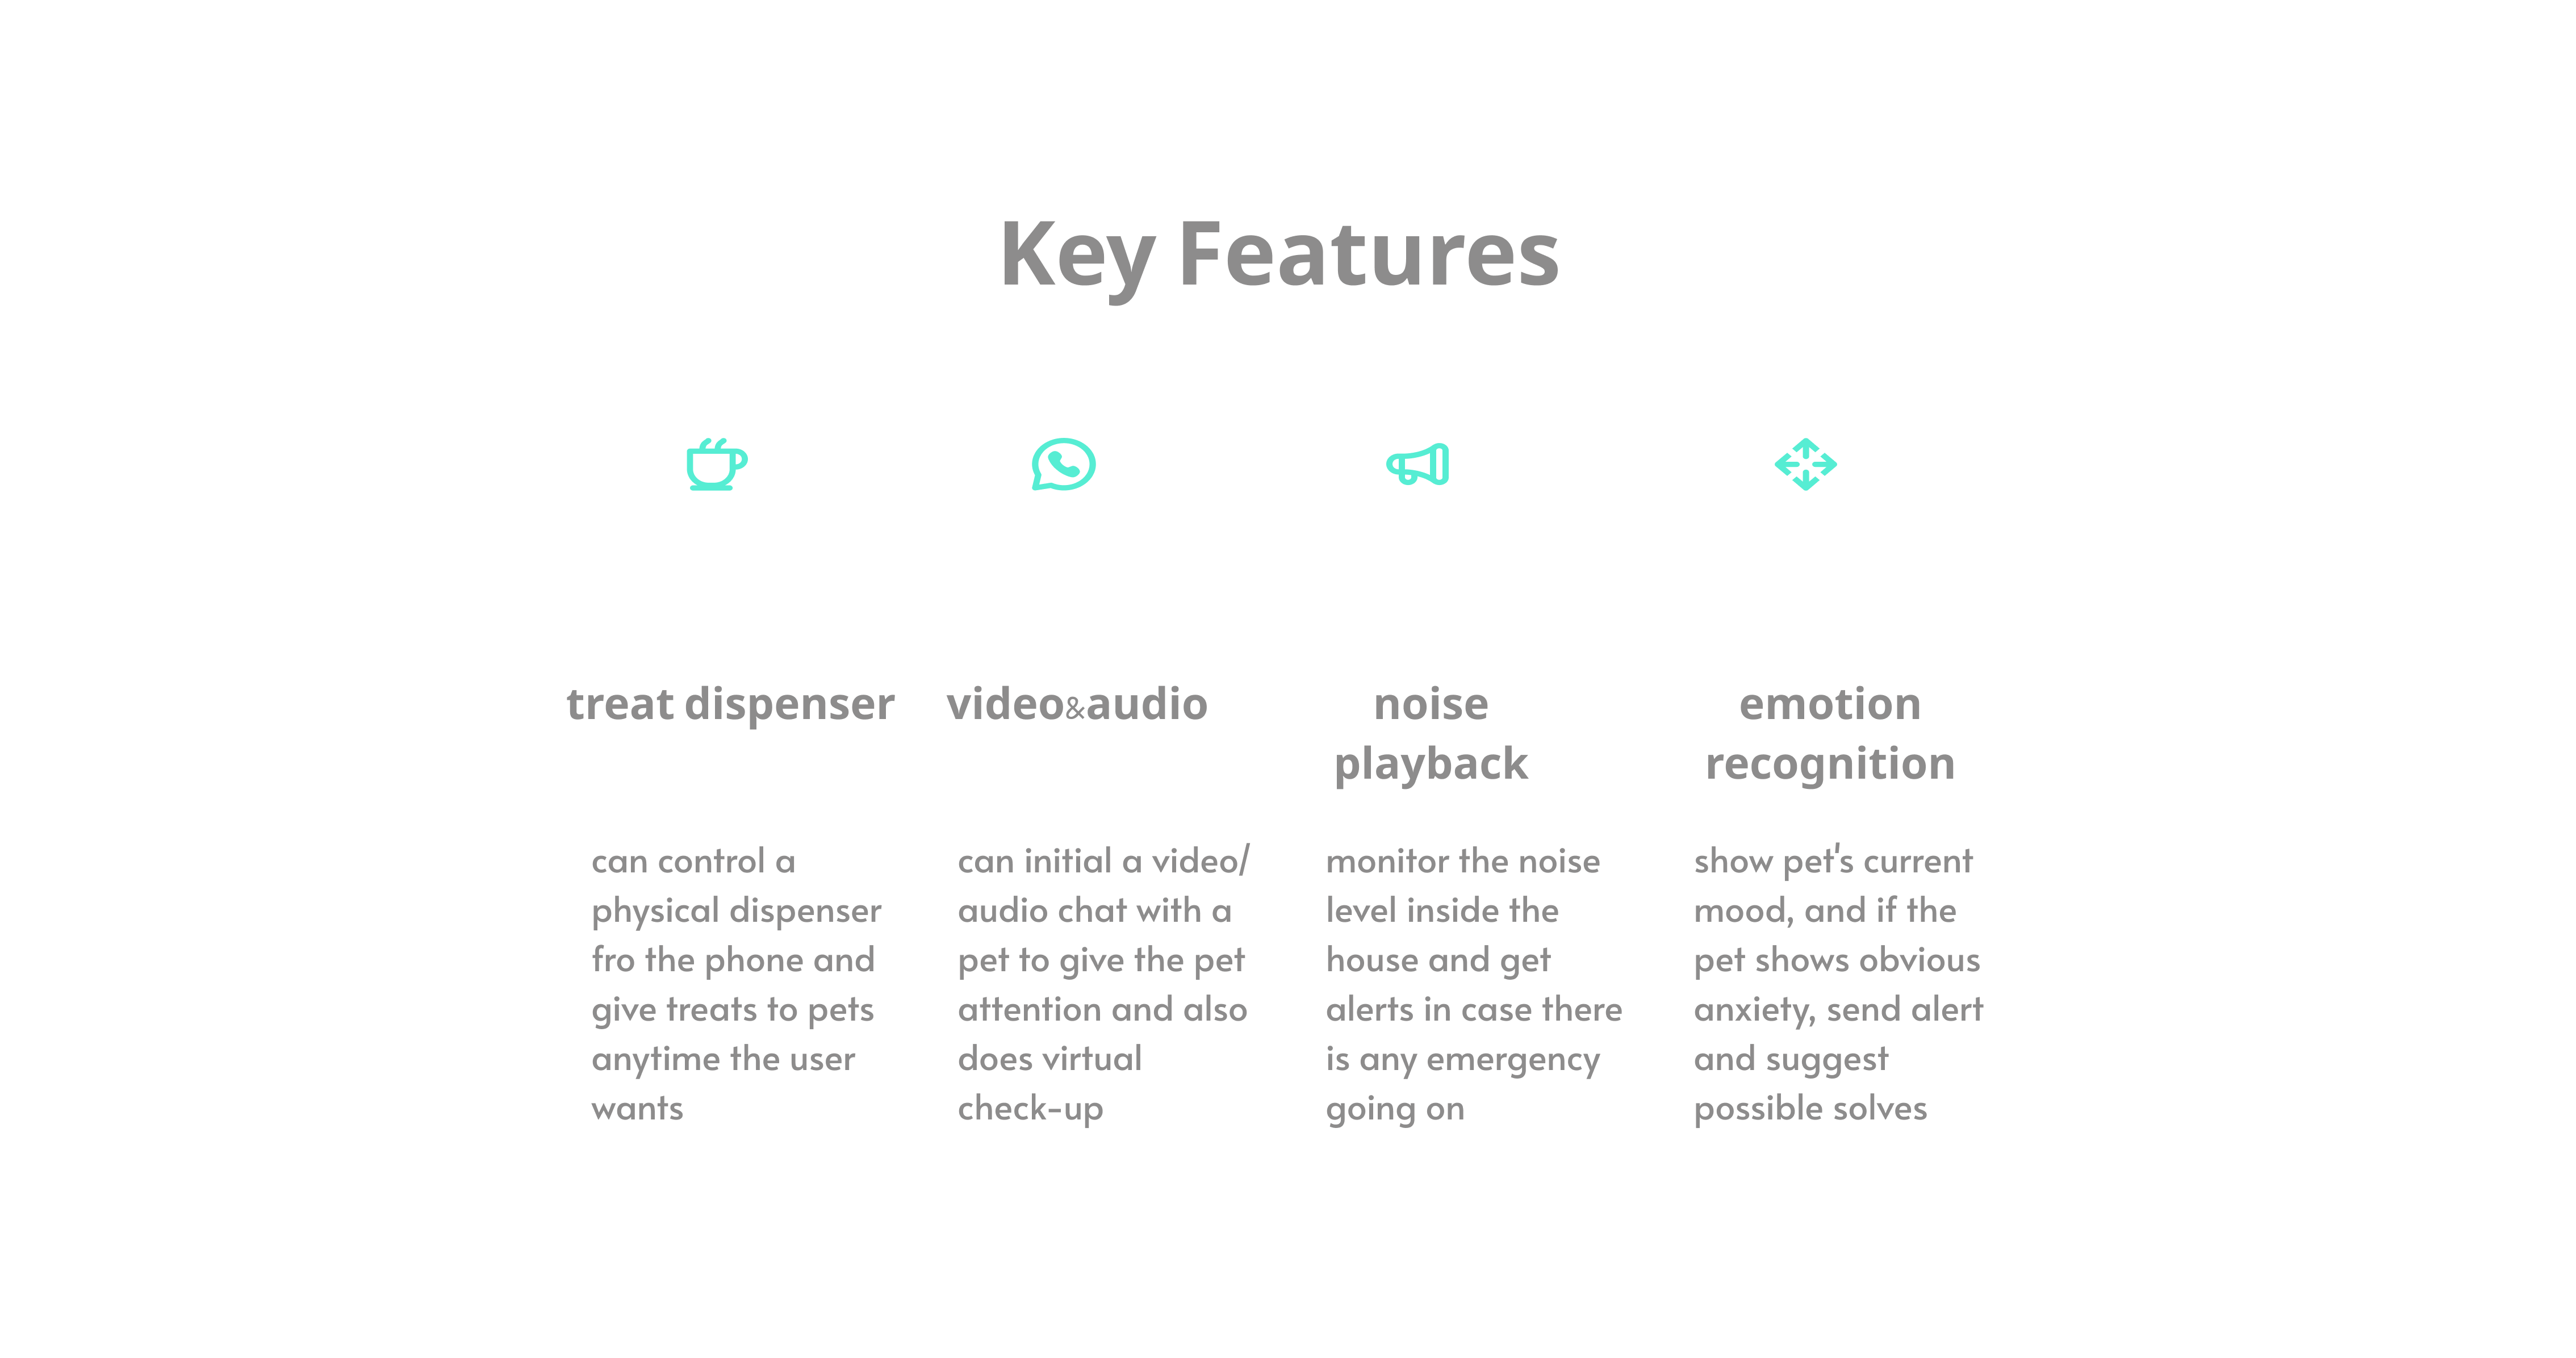 Key Features
treat dispenser
can control a
physical dispenser
fro the phone and
give treats to pets
anytime the user
wants
video&audio
can initial a video/
audio chat with a
pet to give the pet
attention and also
does virtual
check-up
noise
playback
monitor the noise
level inside the
house and get
alerts in case there
is any emergency
going on
emotion
recognition
show pet's current
mood, and if the
pet shows obvious
anxiety, send alert
and suggest
possible solves